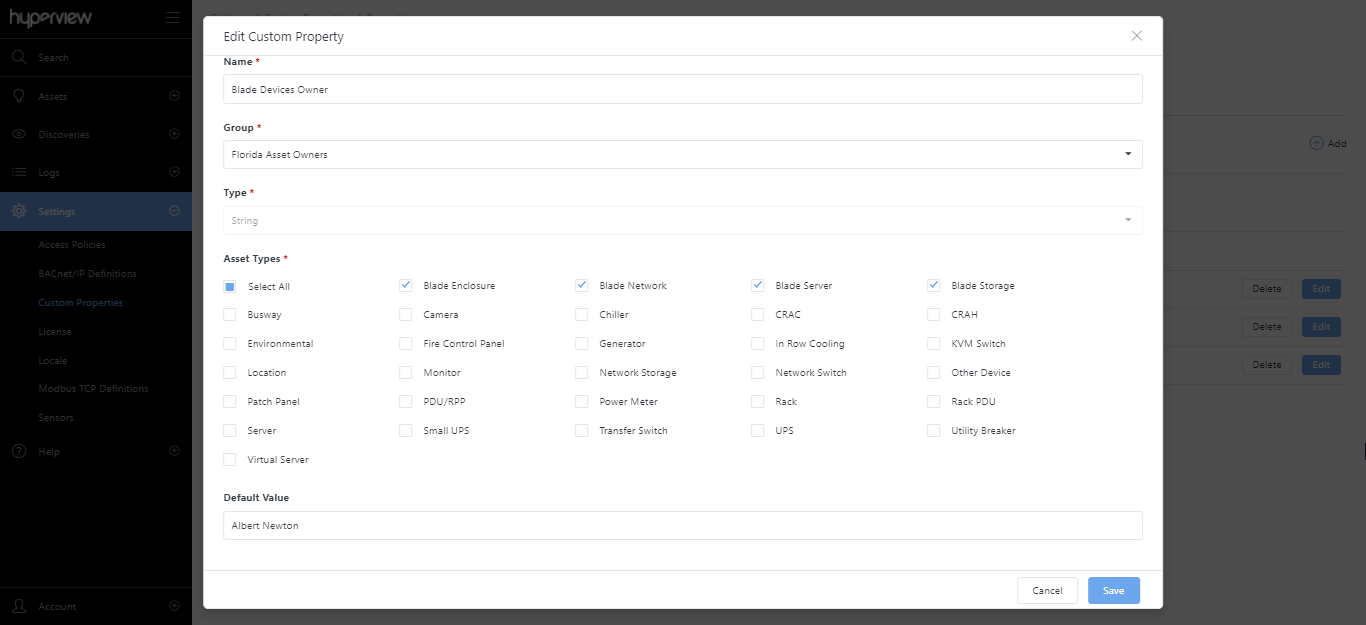 hyperview
Search
Assets
Discoveries
Logs
Settings
Access Policies
BACnet/IP Definitions
Custom Properties
License
Locale
Modbus TCP Definitions
Sensors
Help
Account
Edit Custom Property
Name *
Blade Devices Owner
Group *
Florida Asset Owners
Type *
String
Asset Types *
Select All Blade Enclosure Blade Network Blade Server Blade Storage
Busway Camera Chiller CRAC CRAH
Environmental Fire Control Panel Generator In Row Cooling KVM Switch
Location Monitor Network Storage Network Switch Other Device
Patch Panel PDU/RPP Power Meter Rack Rack PDU
Server Small UPS Transfer Switch UPS Utility Breaker
Virtual Server
Default Value
Albert Newton
Cancel Save
Add
Delete Edit
Delete Edit
Delete Edit